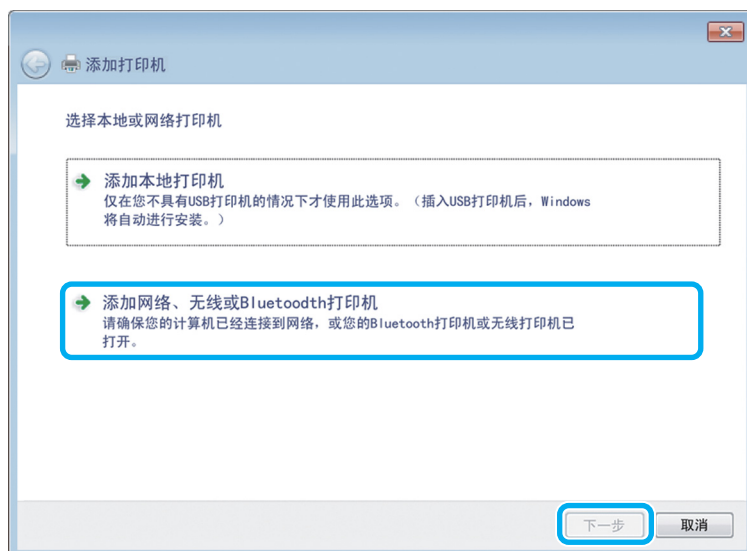 添加打印机
选择本地或网络打印机
添加本地打印机
仅在您不具有USB打印机的情况下才使用此选项。（插入USB打印机后，Windows
将自动进行安装。）
添加网络、无线或Bluetoodth打印机
请确保您的计算机已经连接到网络，或您的Bluetooth打印机或无线打印机已
打开。
下一步
取消